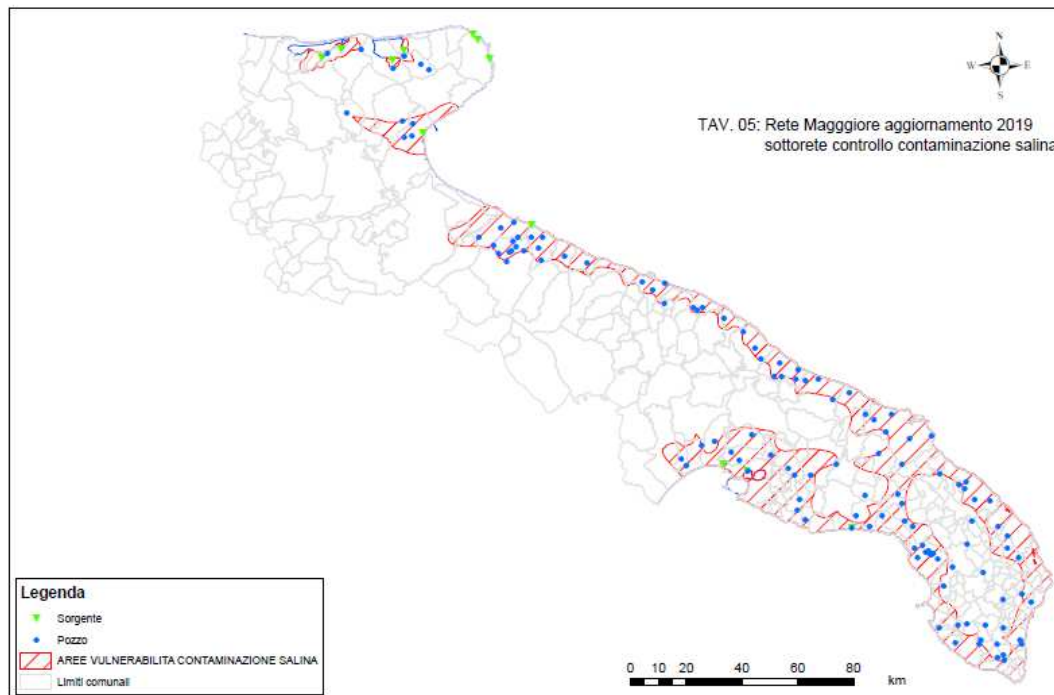 N
W E
S
TAV. 05: Rete Magggiore aggiornamento 2019
sottorete controllo contaminazione salina
Legenda
Sorgente
Pozzo
AREE VULNERABILITA CONTAMINAZIONE SALINA
Limiti comunali
0 10 20 40 60 80
km